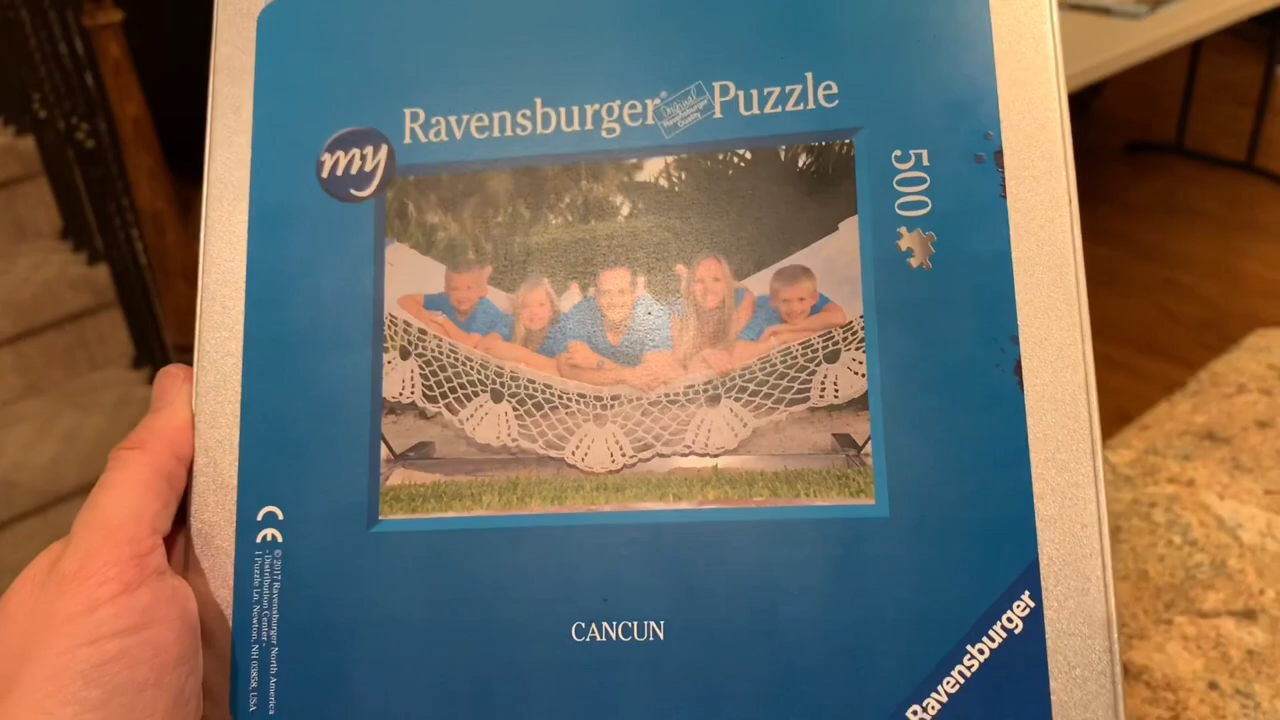 Ravensburger® Puzzle
Original
Ravensburger
Quality
my
500
CE
© 2017 Ravensburger North America
- Distribution Center -
1 Puzzle Ln, Newton, NH 03858, USA
CANCUN
Ravensburger